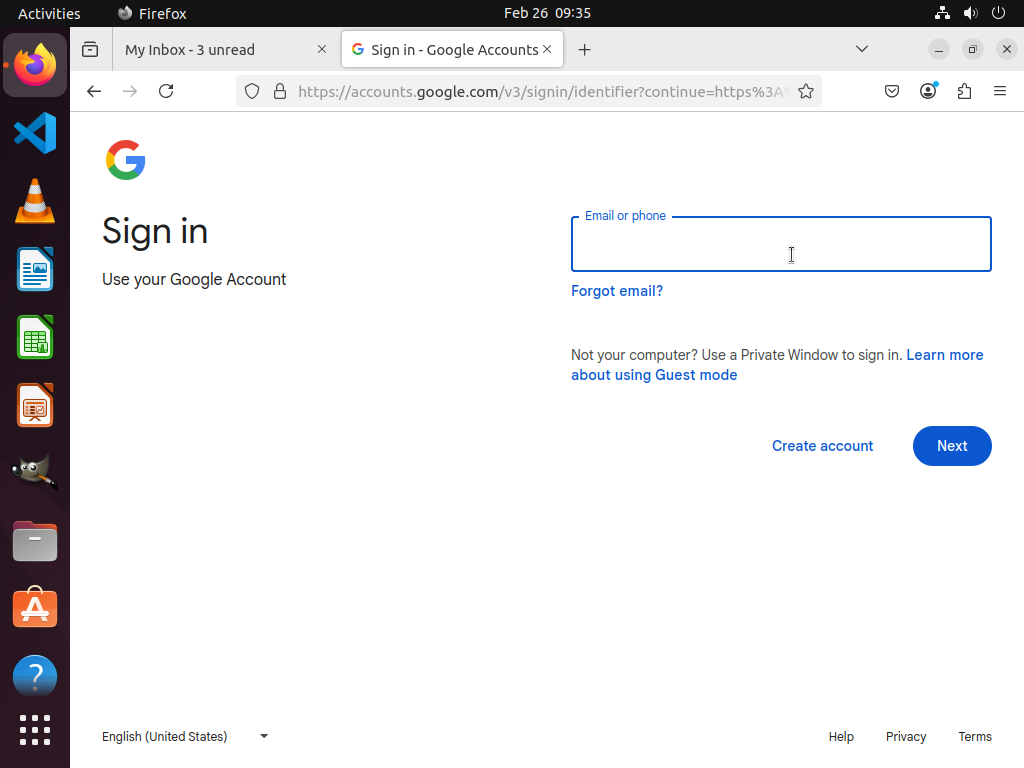 Activities
Firefox
Feb 26 09:35
My Inbox - 3 unread
Sign in - Google Accounts
https://accounts.google.com/v3/signin/identifier?continue=https%3A%
Sign in
Use your Google Account
Email or phone
Forgot email?
Not your computer? Use a Private Window to sign in. Learn more
about using Guest mode
Create account
Next
English (United States)
Help
Privacy
Terms